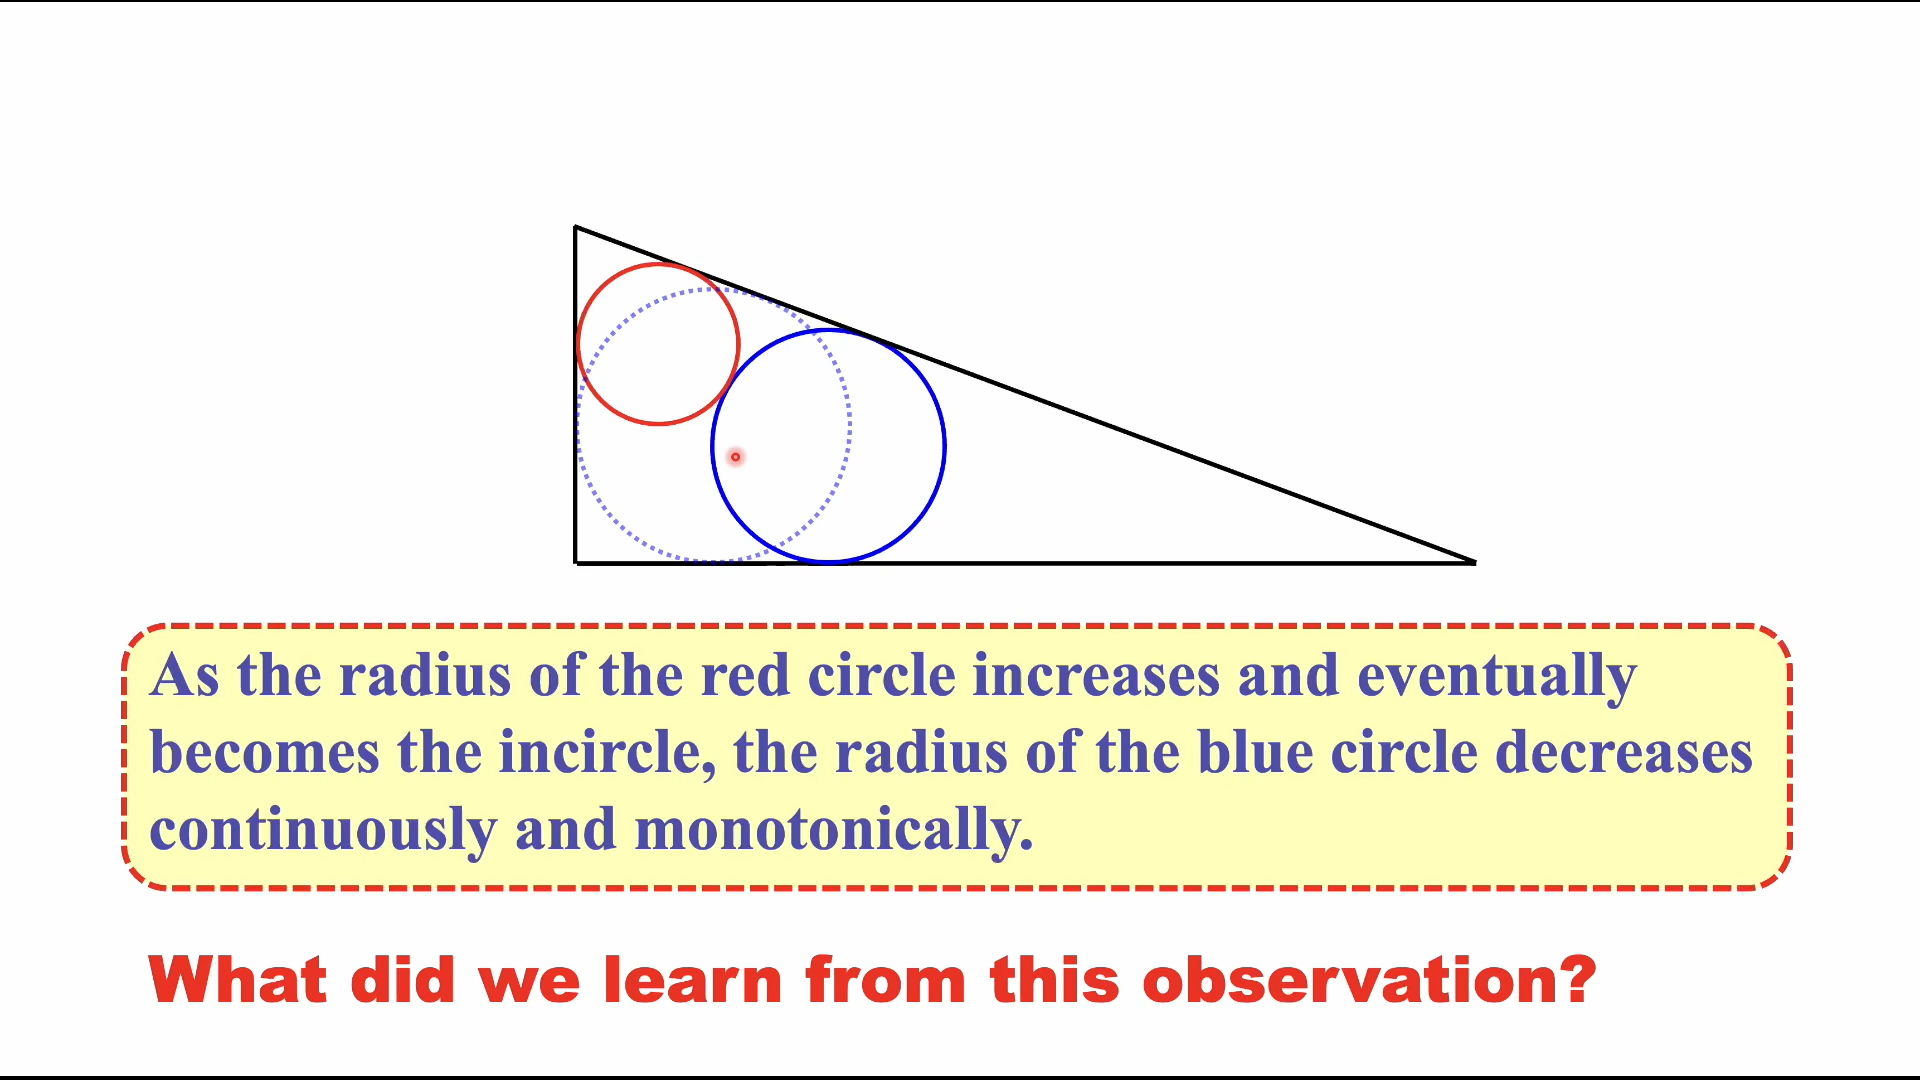 As the radius of the red circle increases and eventually
becomes the incircle, the radius of the blue circle decreases
continuously and monotonically.
What did we learn from this observation?